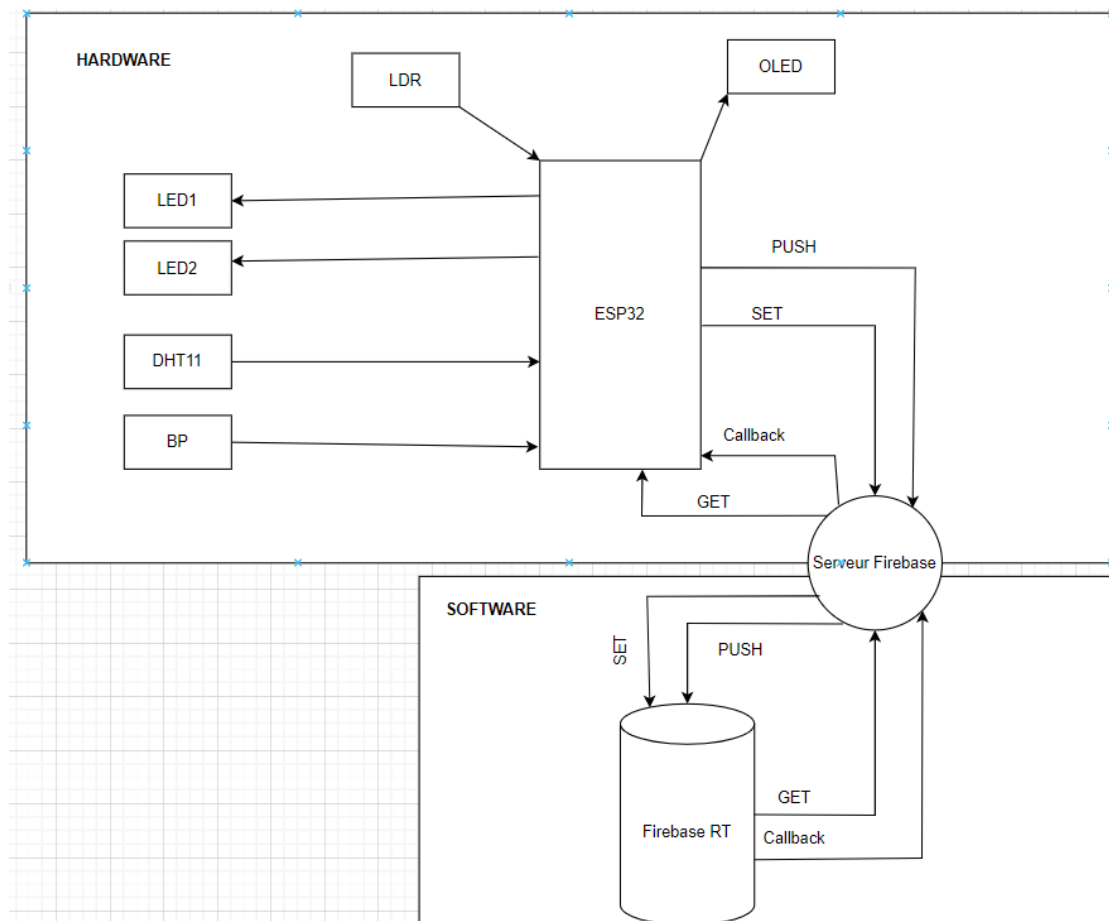 HARDWARE
LDR
OLED
LED1
LED2
DHT11
BP
ESP32
PUSH
SET
Callback
GET
Serveur Firebase
SOFTWARE
SET
PUSH
Firebase RT
GET
Callback